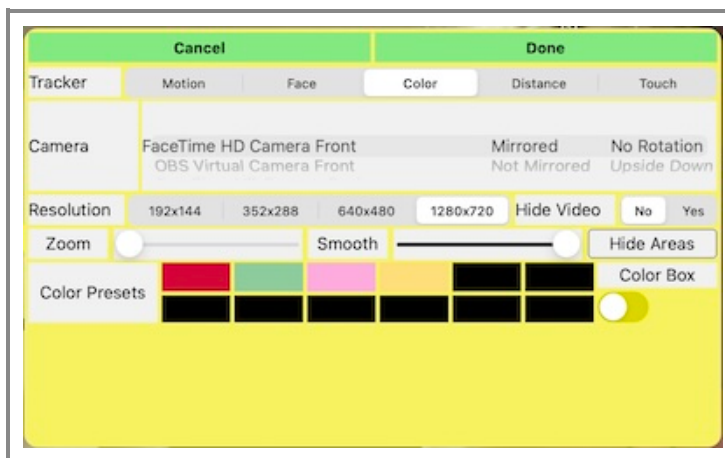 Cancel Done
Tracker Motion Face Color Distance Touch
Camera FaceTime HD Camera Front Mirrored No Rotation
OBS Virtual Camera Front Not Mirrored Upside Down
Resolution 192x144 352x288 640x480 1280x720 Hide Video No Yes
Zoom Smooth Hide Areas
Color Presets Color Box